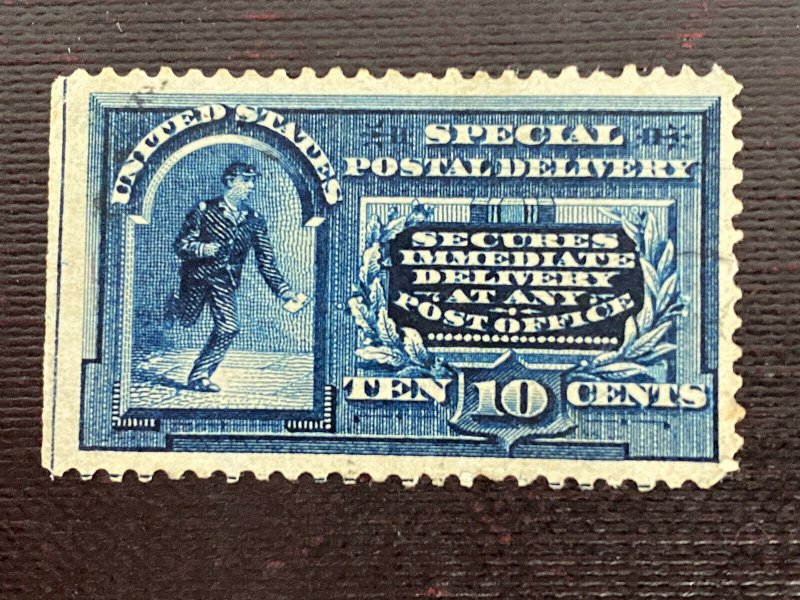 UNITED STATES
SPECIAL
POSTAL DELIVERY
SECURES
IMMEDIATE
DELIVERY
AT ANY
POST OFFICE
TEN 10 CENTS